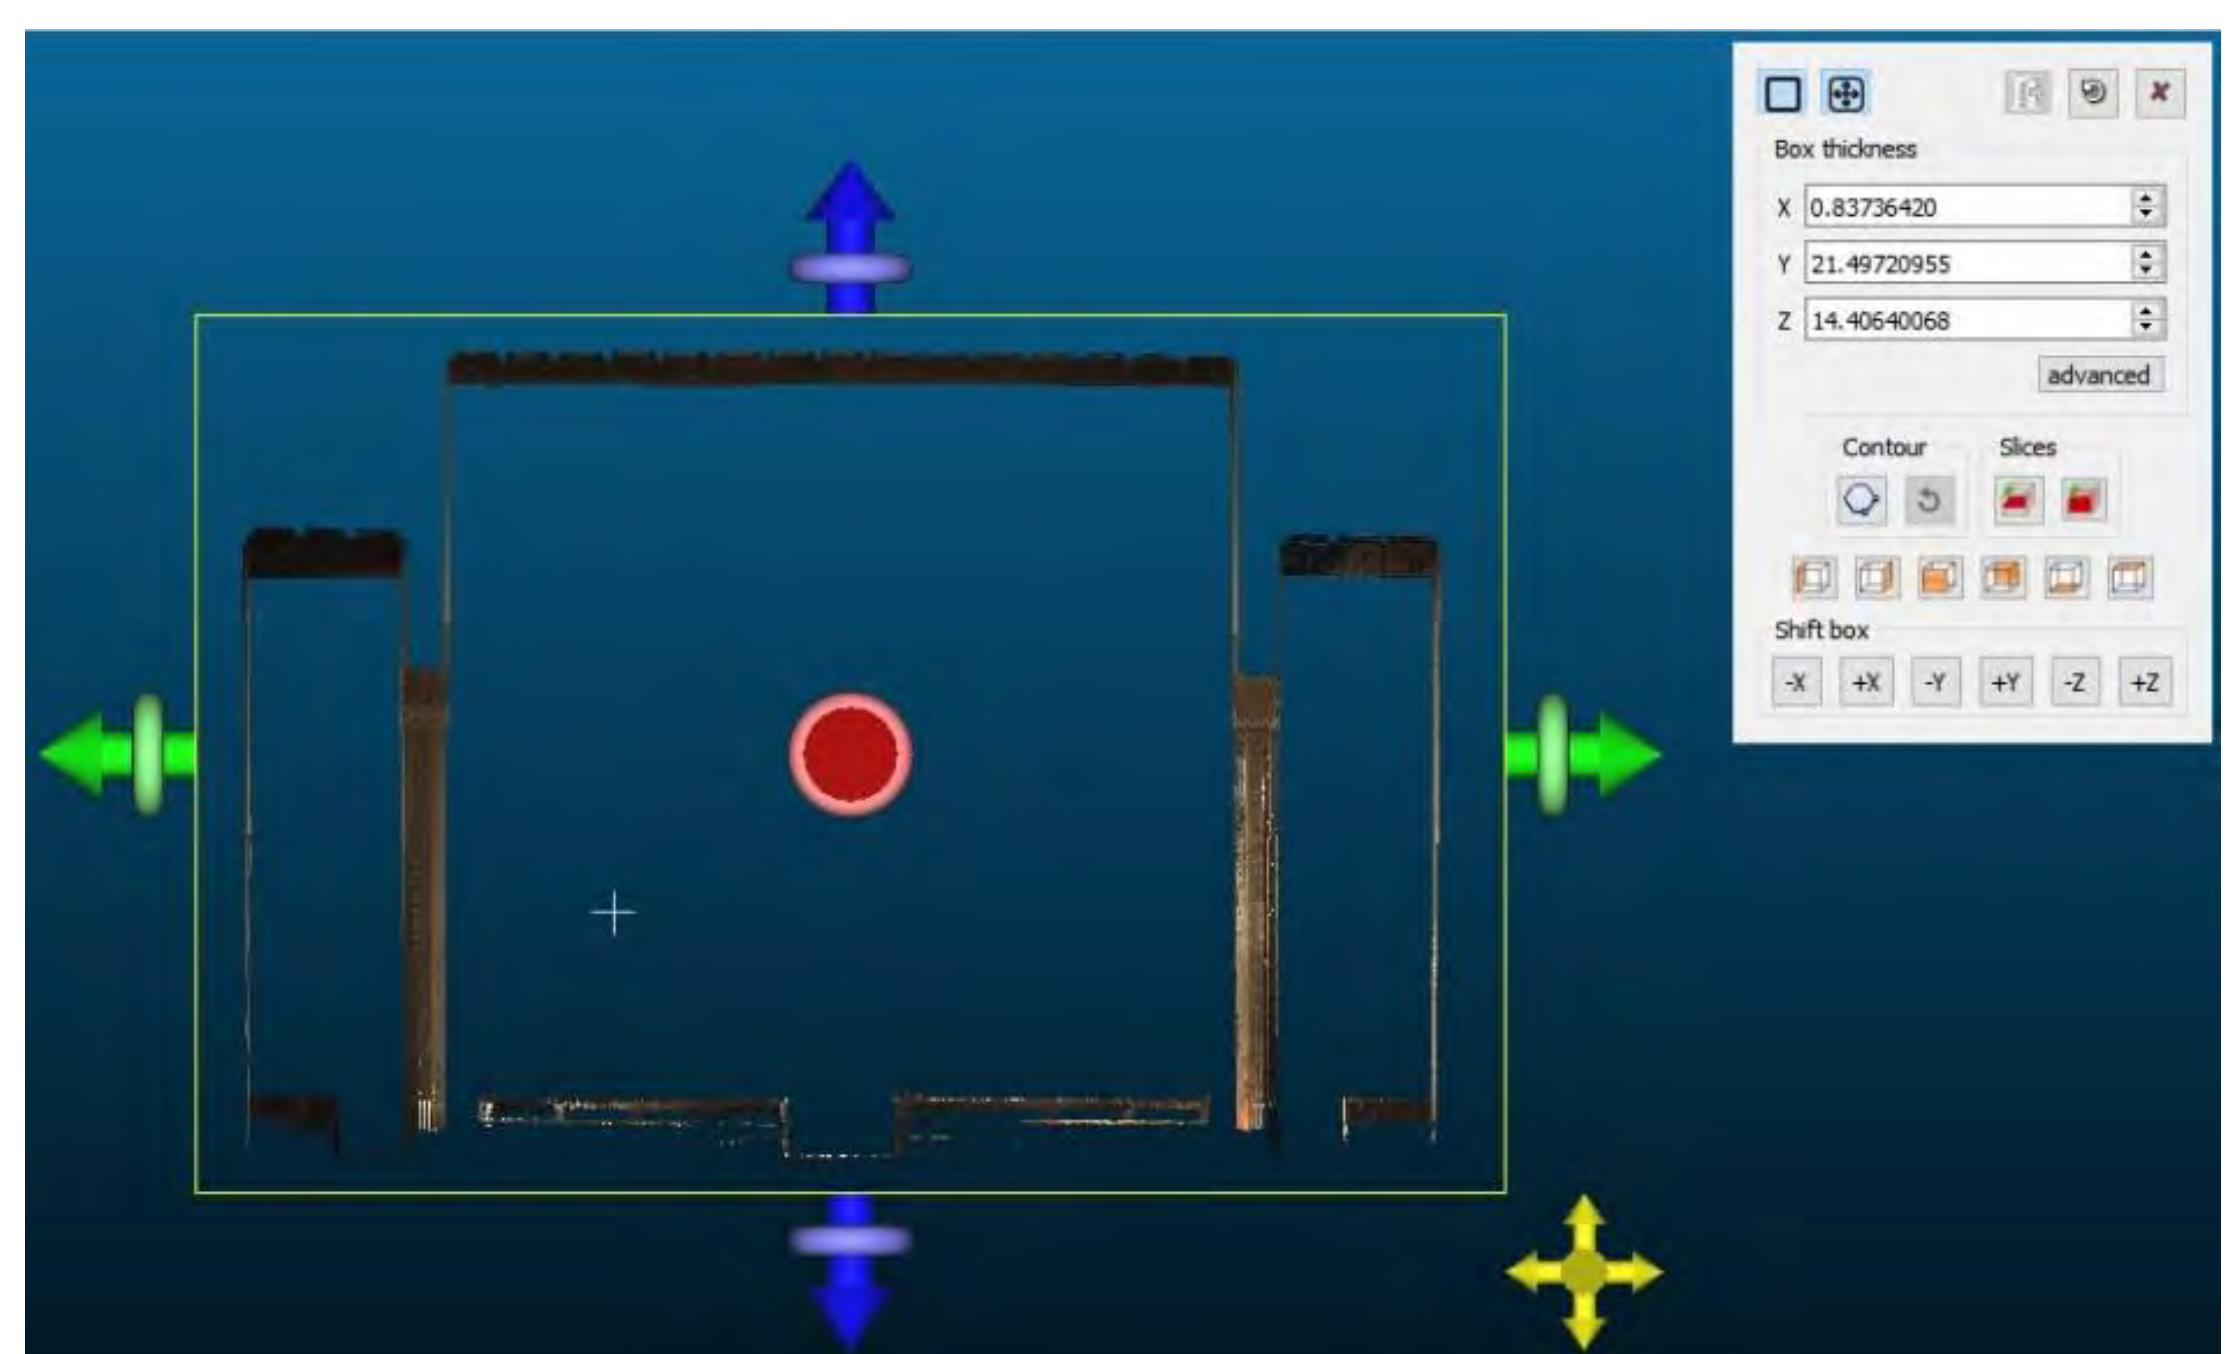 Box thickness
X 0.83736420
Y 21.49720955
Z 14.40640068
advanced
Contour Slices
Shift box
-X +X -Y +Y -Z +Z